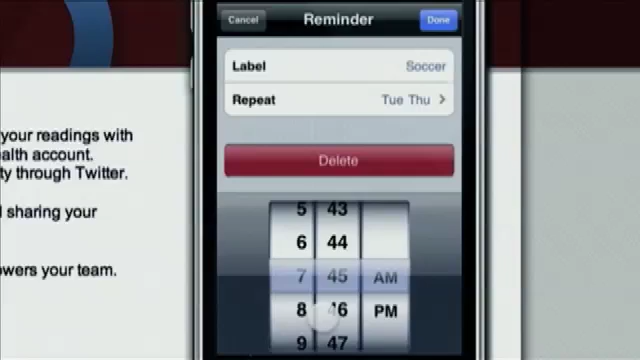 Cancel Reminder Done
Label Soccer
Repeat Tue Thu
your readings with
alth account.
ty through Twitter.
Delete
d sharing your
owers your team.
5 43
6 44
7 45 AM
8 46 PM
9 47